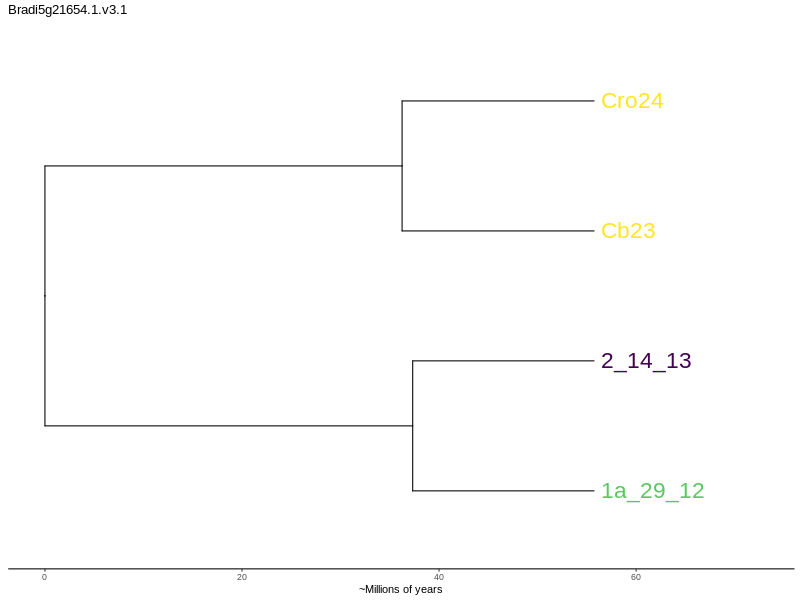 Bradi5g21654.1.v3.1
Cro24
Cb23
2_14_13
1a_29_12
0 20 40 60
~Millions of years